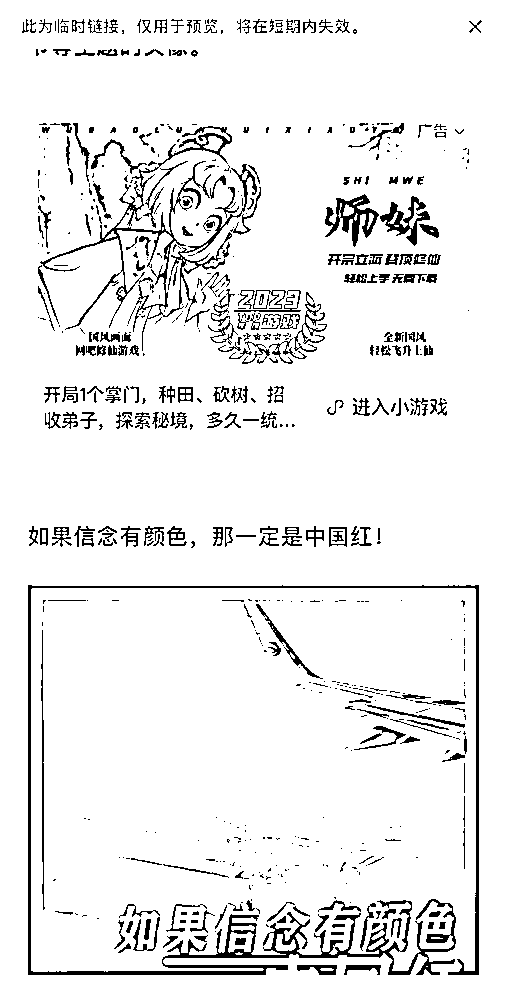 此为临时链接，仅用于预览，将在短期内失效。
广告
SHI MWE
师妹
开宗立派 登顶修仙
轻松上手 无需下载
2023
国风画面
网吧修仙游戏
全新国风
轻松飞升上仙
开局1个掌门，种田、砍树、招
收弟子，探索秘境，多久一统...
进入小游戏
如果信念有颜色，那一定是中国红！
如果信念有颜色